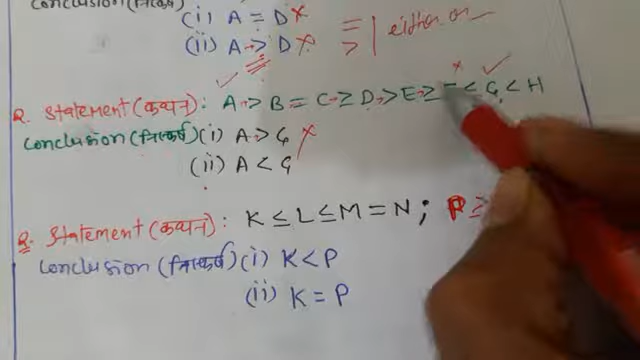 Conclusion (निष्कर्ष)
(i) A = D ×
(ii) A > D ×
= > | either or
Q. Statement (कथन): A > B = C ≥ D > E ≥ F < G < H
Conclusion (निष्कर्ष) (i) A > G ×
(ii) A < G
Q. Statement (कथन): K ≤ L ≤ M = N; P ≥
Conclusion (निष्कर्ष) (i) K < P
(ii) K = P